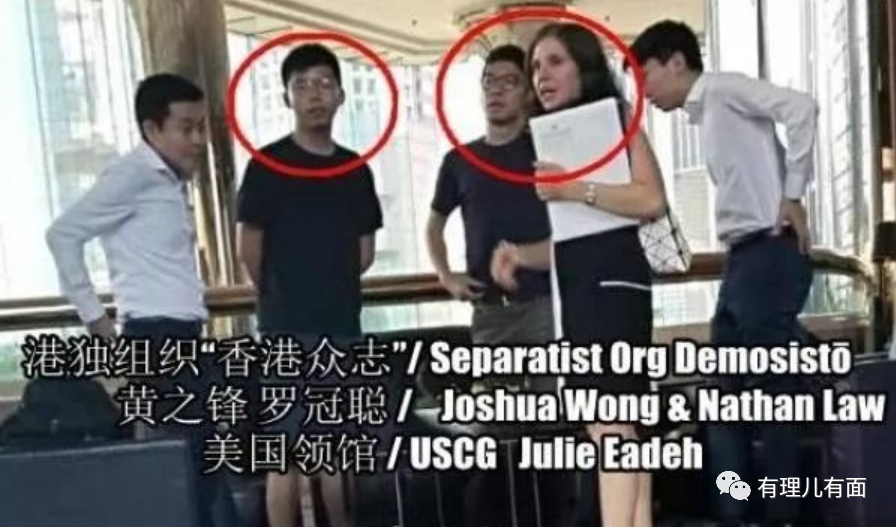 港独组织“香港众志”/ Separatist Org Demosistō
黄之锋 罗冠聪 / Joshua Wong & Nathan Law
美国领馆 / USCG Julie Eadeh
有理儿有面